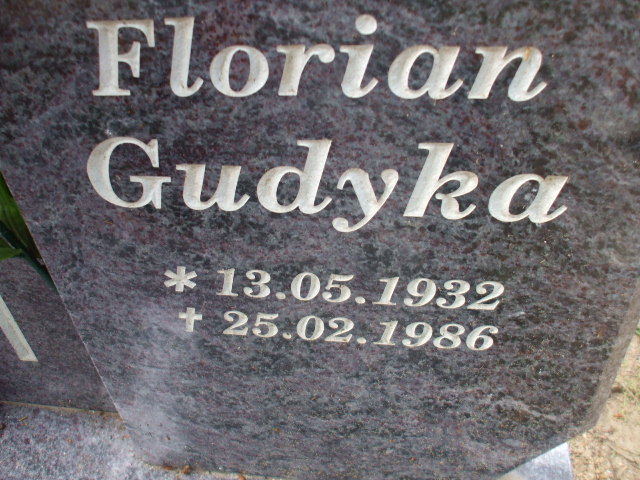 Florian
Gudyka
* 13.05.1932
✝ 25.02.1986